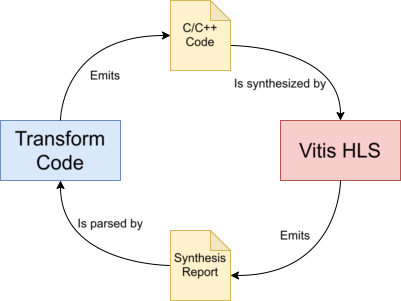 C/C++
Code
Emits
Is synthesized by
Transform
Code
Vitis HLS
Is parsed by
Emits
Synthesis
Report